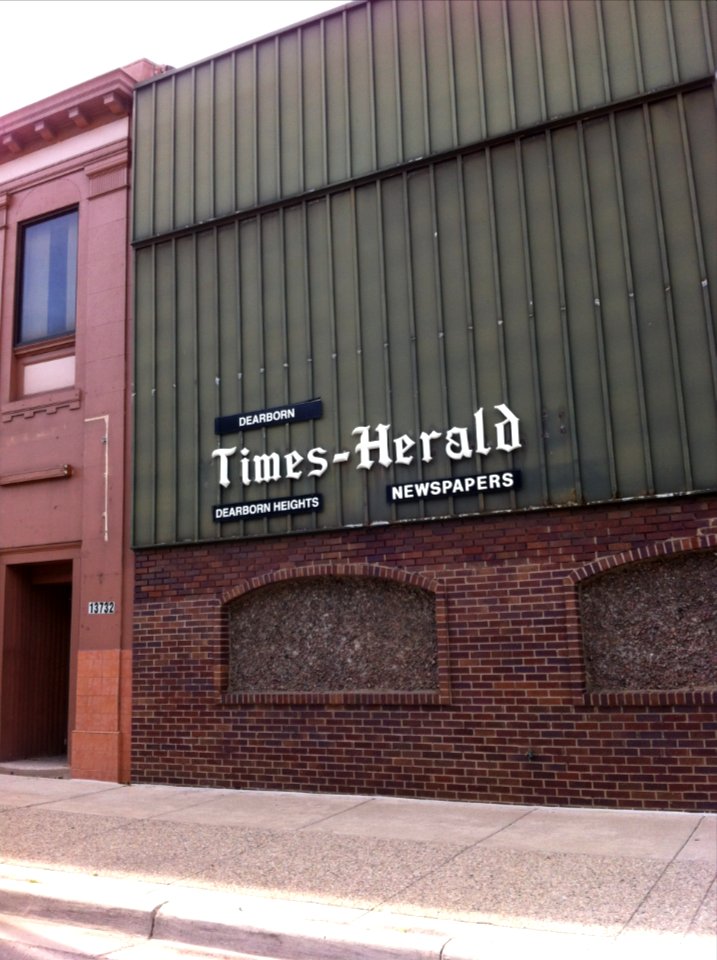 DEARBORN
Times-Herald
DEARBORN HEIGHTS
NEWSPAPERS
13732